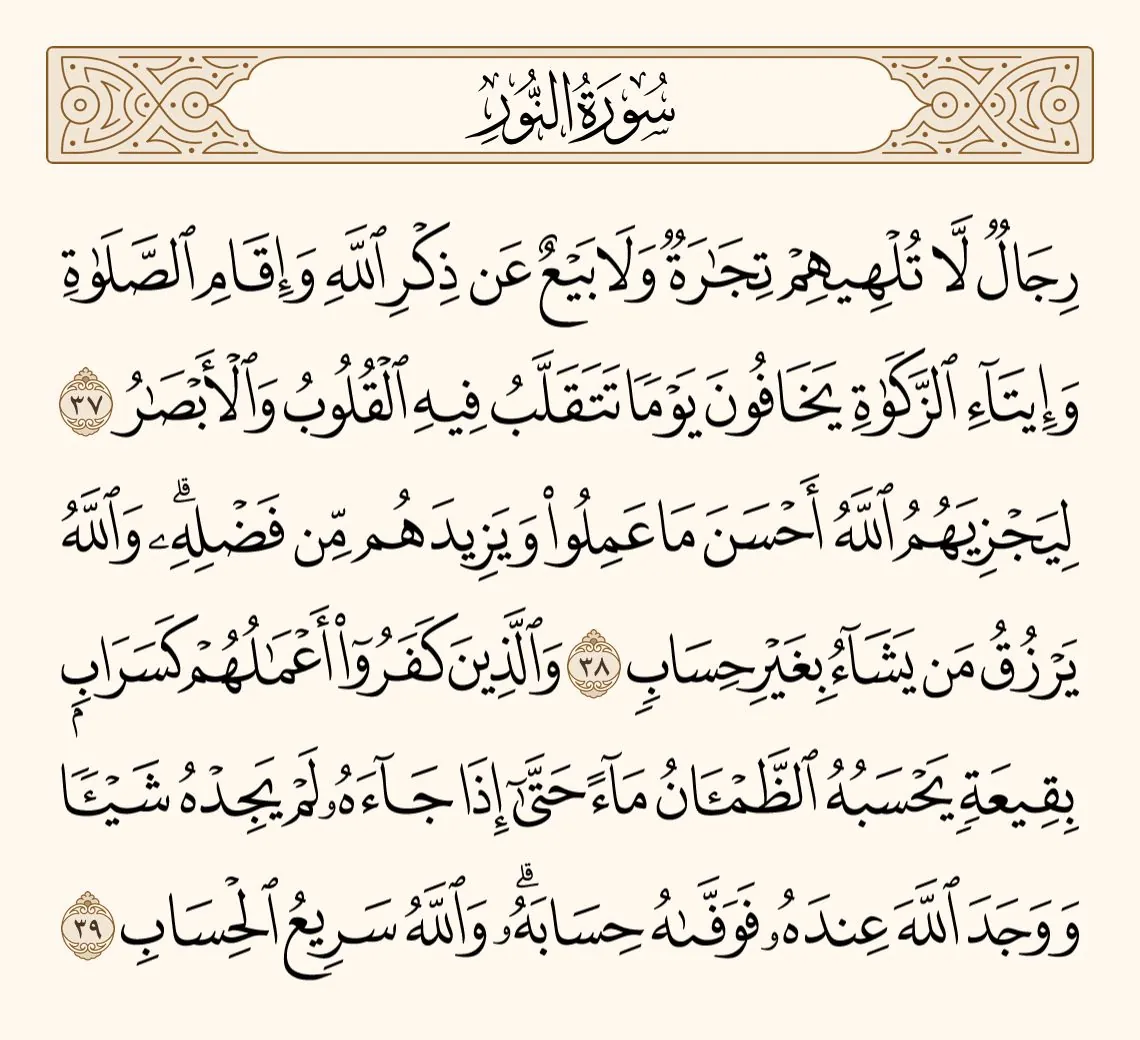 سُورَةُ النُّورِ
رِجَالٌ لَّا تُلْهِيهِمْ تِجَٰرَةٌ وَلَا بَيْعٌ عَن ذِكْرِ ٱللَّهِ وَإِقَامِ ٱلصَّلَوٰةِ
وَإِيتَآءِ ٱلزَّكَوٰةِ يَخَافُونَ يَوْمًا تَتَقَلَّبُ فِيهِ ٱلْقُلُوبُ وَٱلْأَبْصَٰرُ ٣٧
لِيَجْزِيَهُمُ ٱللَّهُ أَحْسَنَ مَا عَمِلُوا۟ وَيَزِيدَهُم مِّن فَضْلِهِۦۗ وَٱللَّهُ
يَرْزُقُ مَن يَشَآءُ بِغَيْرِ حِسَابٍ ٣٨ وَٱلَّذِينَ كَفَرُوٓا۟ أَعْمَٰلُهُمْ كَسَرَابِۭ
بِقِيعَةٍ يَحْسَبُهُ ٱلظَّمْـَٔانُ مَآءً حَتَّىٰٓ إِذَا جَآءَهُۥ لَمْ يَجِدْهُ شَيْـًٔا
وَوَجَدَ ٱللَّهَ عِندَهُۥ فَوَفَّىٰهُ حِسَابَهُۥۗ وَٱللَّهُ سَرِيعُ ٱلْحِسَابِ ٣٩